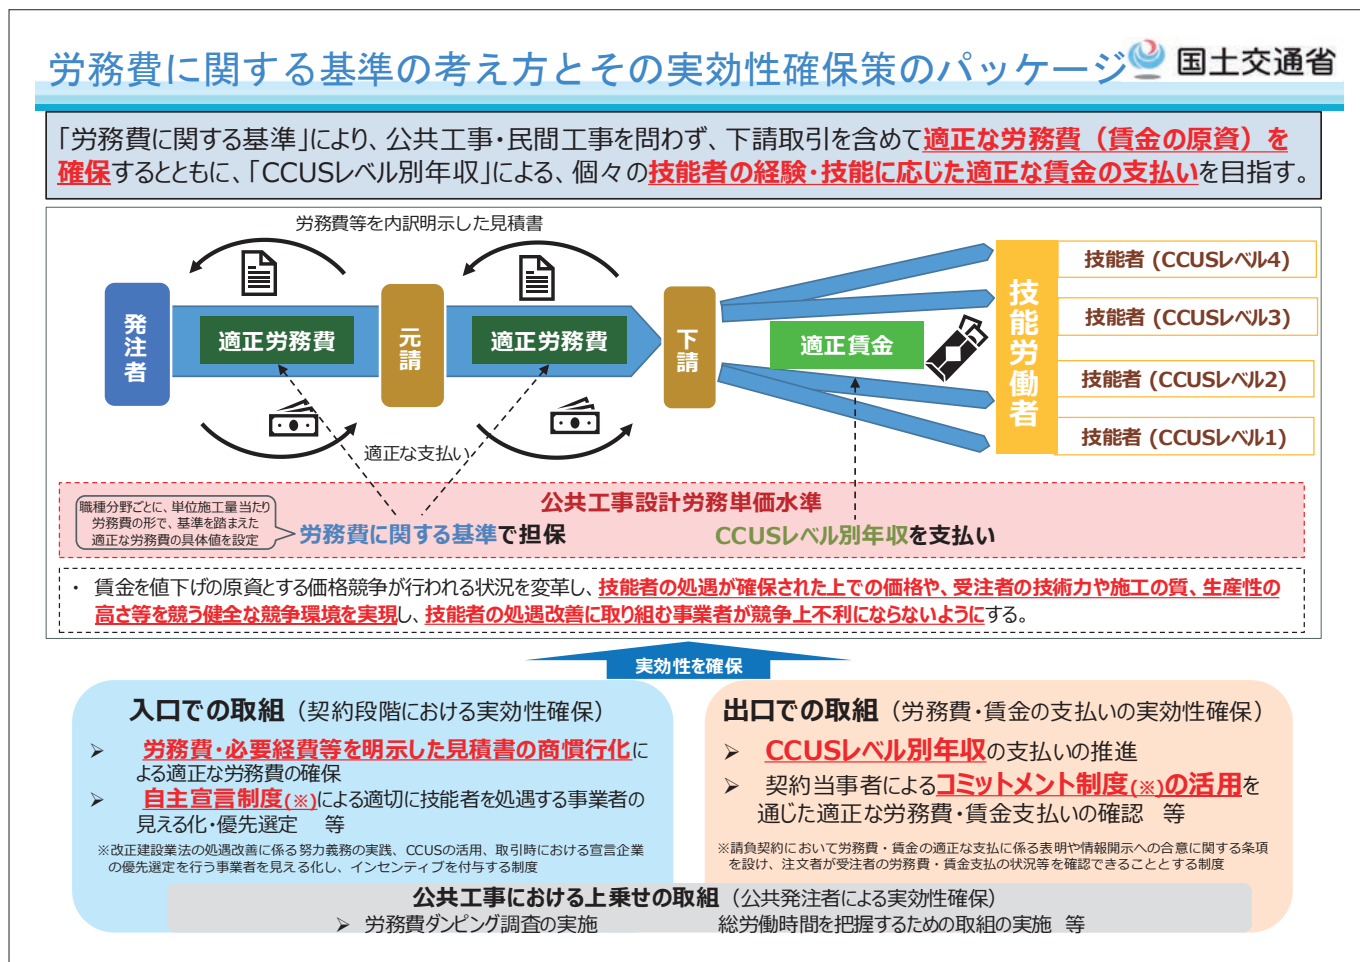 労務費に関する基準の考え方とその実効性確保策のパッケージ
国土交通省
「労務費に関する基準」により、公共工事・民間工事を問わず、下請取引を含めて適正な労務費（賃金の原資）を
確保するとともに、「CCUSレベル別年収」による、個々の技能者の経験・技能に応じた適正な賃金の支払いを目指す。
労務費等を内訳明示した見積書
発注者
適正労務費
元請
適正労務費
下請
適正賃金
技能労働者
技能者 (CCUSレベル4)
技能者 (CCUSレベル3)
技能者 (CCUSレベル2)
技能者 (CCUSレベル1)
適正な支払い
公共工事設計労務単価水準
職種分野ごとに、単位施工量当たり
労務費の形で、基準を踏まえた
適正な労務費の具体値を設定
労務費に関する基準で担保
CCUSレベル別年収を支払い
・ 賃金を値下げの原資とする価格競争が行われる状況を変革し、技能者の処遇が確保された上での価格や、受注者の技術力や施工の質、生産性の
高さ等を競う健全な競争環境を実現し、技能者の処遇改善に取り組む事業者が競争上不利にならないようにする。
実効性を確保
入口での取組（契約段階における実効性確保）
➢ 労務費・必要経費等を明示した見積書の商慣行化に
よる適正な労務費の確保
➢ 自主宣言制度(※)による適切に技能者を処遇する事業者の
見える化・優先選定 等
※改正建設業法の処遇改善に係る努力義務の実践、CCUSの活用、取引時における宣言企業
の優先選定を行う事業者を見える化し、インセンティブを付与する制度
出口での取組（労務費・賃金の支払いの実効性確保）
➢ CCUSレベル別年収の支払いの推進
➢ 契約当事者によるコミットメント制度(※)の活用を
通じた適正な労務費・賃金支払いの確認 等
※請負契約において労務費・賃金の適正な支払に係る表明や情報開示への合意に関する条項
を設け、注文者が受注者の労務費・賃金支払の状況等を確認できることとする制度
公共工事における上乗せの取組（公共発注者による実効性確保）
➢ 労務費ダンピング調査の実施 総労働時間を把握するための取組の実施 等